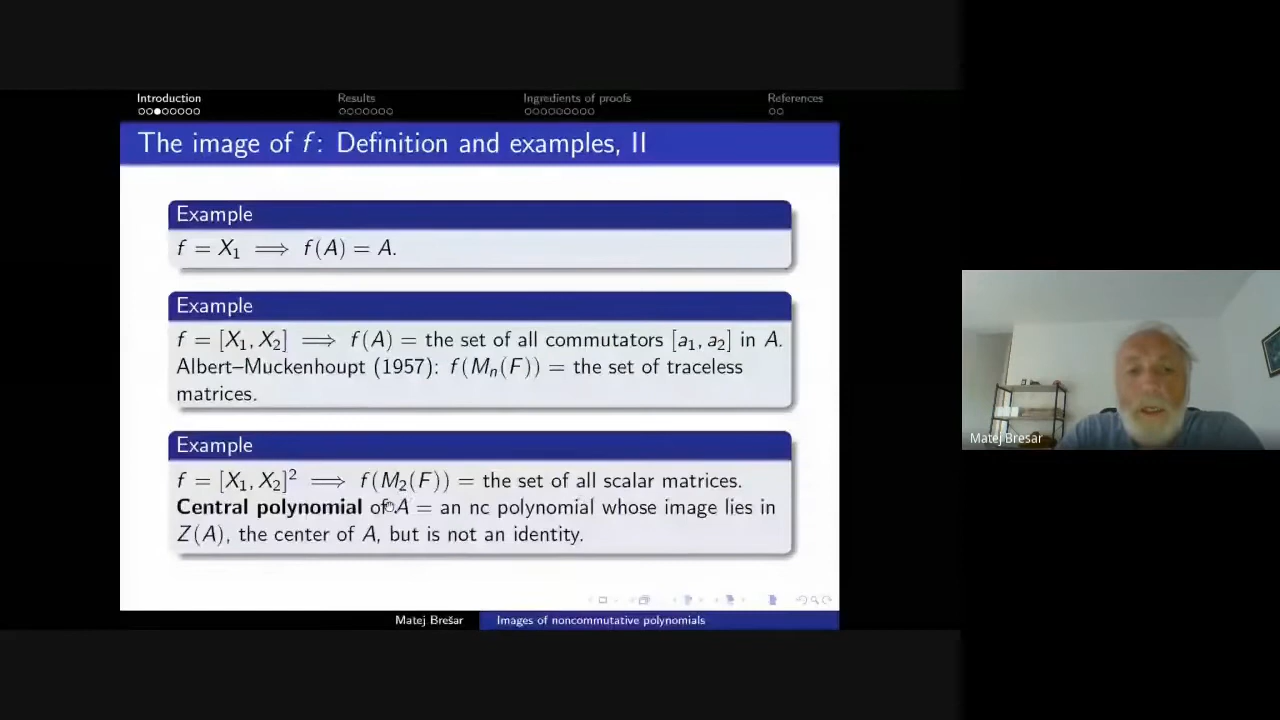 Introduction Results Ingredients of proofs References
The image of f: Definition and examples, II
Example
f = X₁ ⟹ f(A) = A.
Example
f = [X₁, X₂] ⟹ f(A) = the set of all commutators [a₁, a₂] in A.
Albert–Muckenhoupt (1957): f(Mₙ(F)) = the set of traceless
matrices.
Example
f = [X₁, X₂]² ⟹ f(M₂(F)) = the set of all scalar matrices.
Central polynomial of A = an nc polynomial whose image lies in
Z(A), the center of A, but is not an identity.
Matej Bresar
Matej Brešar Images of noncommutative polynomials